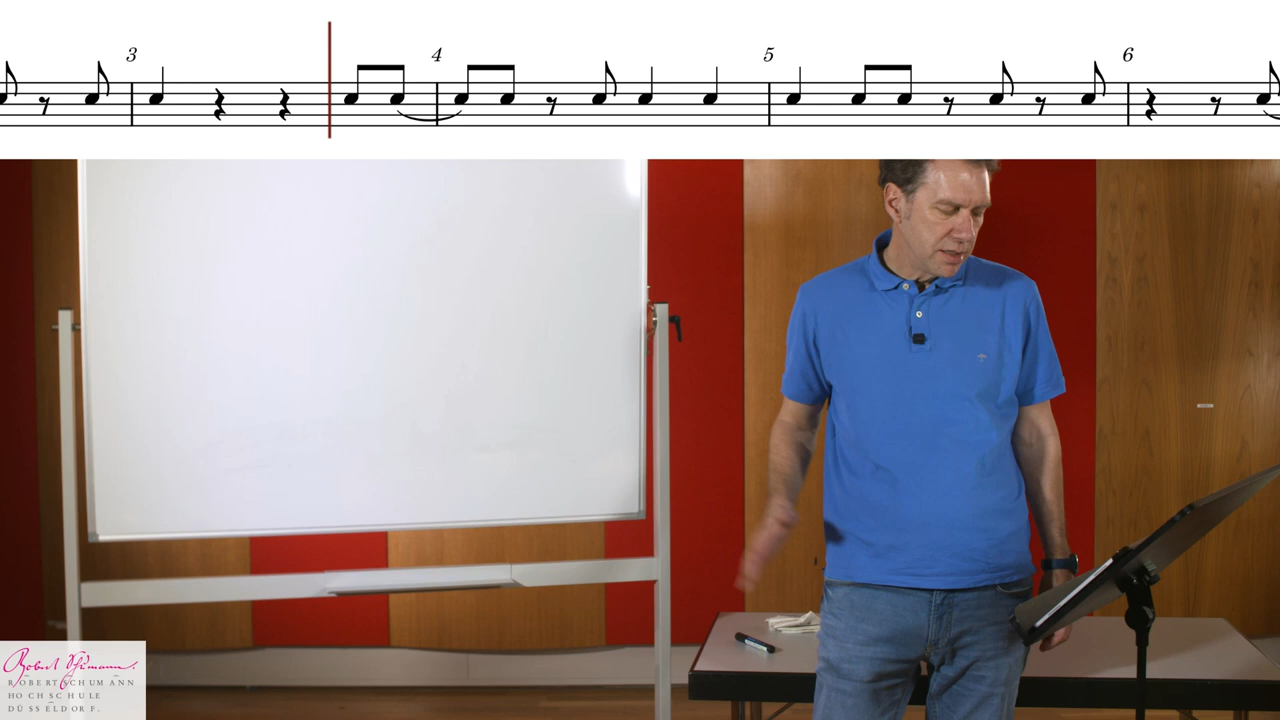 3 4 5 6
Robert Schumann
ROBERT SCHUMANN
HOCHSCHULE
DÜSSELDORF.